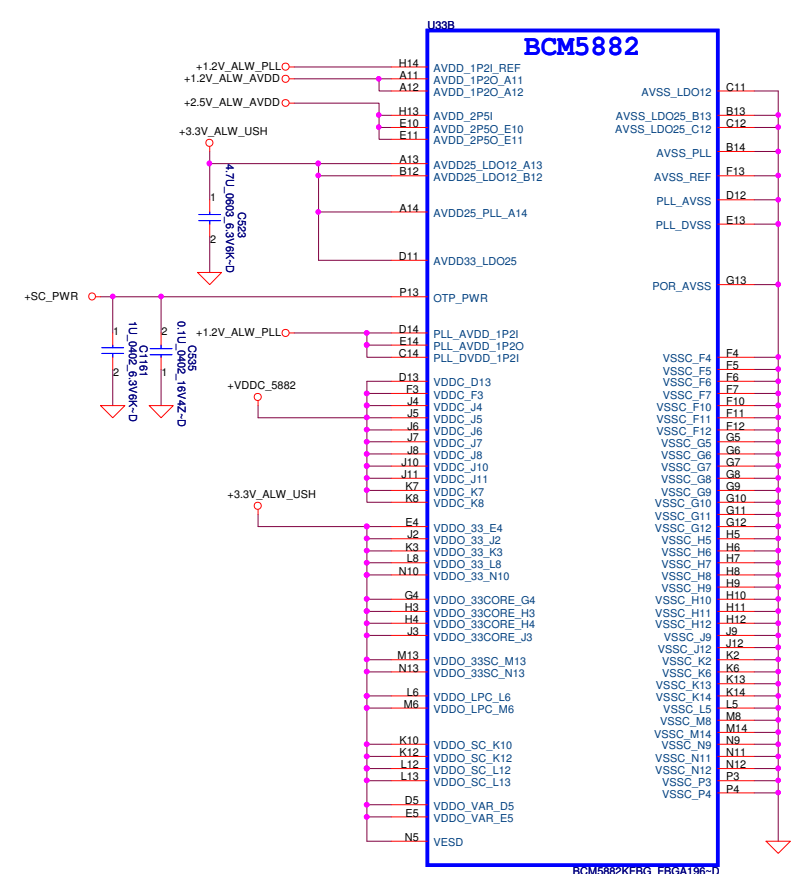 U33B
BCM5882
+1.2V_ALW_PLL
H14
AVDD_1P2I_REF
+1.2V_ALW_AVDD
A11
AVDD_1P2O_A11
A12
AVDD_1P2O_A12
+2.5V_ALW_AVDD
H13
AVDD_2P5I
E10
AVDD_2P5O_E10
E11
AVDD_2P5O_E11
+3.3V_ALW_USH
A13
AVDD25_LDO12_A13
B12
AVDD25_LDO12_B12
A14
AVDD25_PLL_A14
D11
AVDD33_LDO25
1
2
C523
4.7U_0603_6.3V6K~D
+SC_PWR
P13
OTP_PWR
1
2
C1161
1U_0402_6.3V6K~D
2
1
C535
0.1U_0402_16V4Z~D
+1.2V_ALW_PLL
D14
PLL_AVDD_1P2I
E14
PLL_AVDD_1P2O
C14
PLL_DVDD_1P2I
+VDDC_5882
D13
VDDC_D13
F3
VDDC_F3
J4
VDDC_J4
J5
VDDC_J5
J6
VDDC_J6
J7
VDDC_J7
J8
VDDC_J8
J10
VDDC_J10
J11
VDDC_J11
K7
VDDC_K7
K8
VDDC_K8
+3.3V_ALW_USH
E4
VDDO_33_E4
J2
VDDO_33_J2
K3
VDDO_33_K3
L8
VDDO_33_L8
N10
VDDO_33_N10
G4
VDDO_33CORE_G4
H3
VDDO_33CORE_H3
H4
VDDO_33CORE_H4
J3
VDDO_33CORE_J3
M13
VDDO_33SC_M13
N13
VDDO_33SC_N13
L6
VDDO_LPC_L6
M6
VDDO_LPC_M6
K10
VDDO_SC_K10
K12
VDDO_SC_K12
L12
VDDO_SC_L12
L13
VDDO_SC_L13
D5
VDDO_VAR_D5
E5
VDDO_VAR_E5
N5
VESD
AVSS_LDO12
C11
AVSS_LDO25_B13
B13
AVSS_LDO25_C12
C12
AVSS_PLL
B14
AVSS_REF
F13
PLL_AVSS
D12
PLL_DVSS
E13
POR_AVSS
G13
VSSC_F4
F4
VSSC_F5
F5
VSSC_F6
F6
VSSC_F7
F7
VSSC_F10
F10
VSSC_F11
F11
VSSC_F12
F12
VSSC_G5
G5
VSSC_G6
G6
VSSC_G7
G7
VSSC_G8
G8
VSSC_G9
G9
VSSC_G10
G10
VSSC_G11
G11
VSSC_G12
G12
VSSC_H5
H5
VSSC_H6
H6
VSSC_H7
H7
VSSC_H8
H8
VSSC_H9
H9
VSSC_H10
H10
VSSC_H11
H11
VSSC_H12
H12
VSSC_J9
J9
VSSC_J12
J12
VSSC_K2
K2
VSSC_K6
K6
VSSC_K13
K13
VSSC_K14
K14
VSSC_L5
L5
VSSC_M8
M8
VSSC_M14
M14
VSSC_N9
N9
VSSC_N11
N11
VSSC_N12
N12
VSSC_P3
P3
VSSC_P4
P4
BCM5882KFBG_FBGA196~D